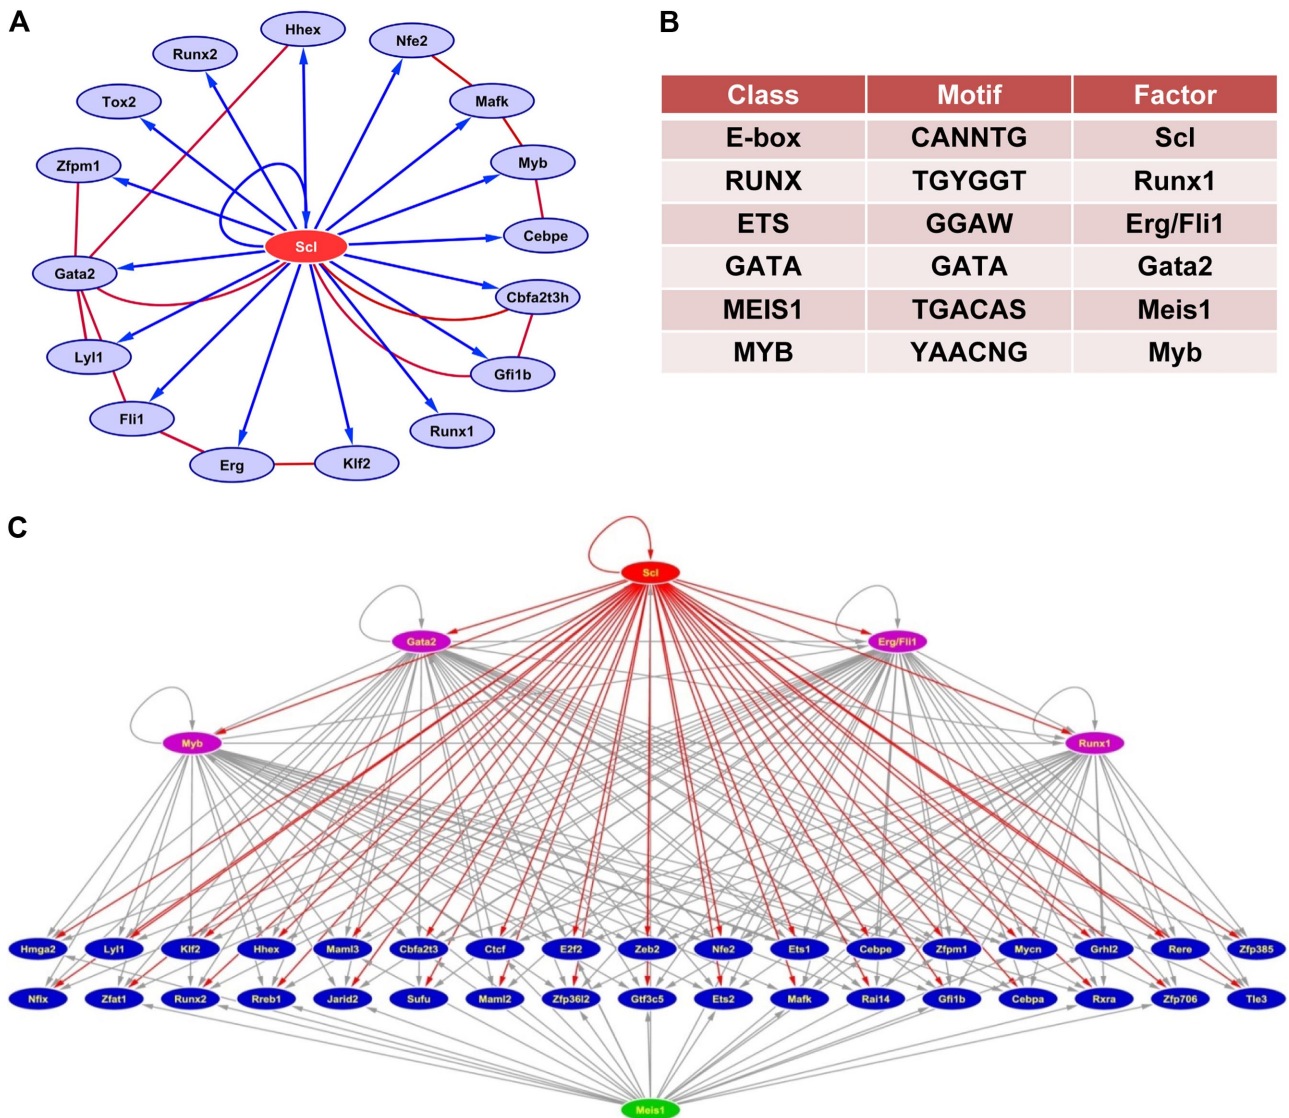 A
Hhex
Nfe2
Runx2
Tox2
Mafk
Zfpm1
Myb
Cebpe
Scl
Gata2
Cbfa2t3h
Lyl1
Gfi1b
Fli1
Runx1
Erg
Klf2
B
Class Motif Factor
E-box CANNTG Scl
RUNX TGYGGT Runx1
ETS GGAW Erg/Fli1
GATA GATA Gata2
MEIS1 TGACAS Meis1
MYB YAACNG Myb
C
Scl
Gata2 Erg/Fli1
Myb Runx1
Hmga2 Lyl1 Klf2 Hhex Maml3 Cbfa2t3 Ctcf E2f2 Zeb2 Nfe2 Ets1 Cebpe Zfpm1 Mycn Grhl2 Rere Zfp385
Nfix Zfat1 Runx2 Rreb1 Jarid2 Sufu Maml2 Zfp36l2 Gtf3c5 Ets2 Mafk Rai14 Gfi1b Cebpa Rxra Zfp706 Tle3
Meis1